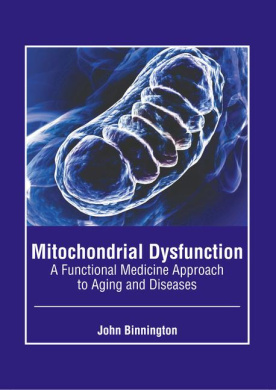 Mitochondrial Dysfunction
A Functional Medicine Approach
to Aging and Diseases
John Binnington